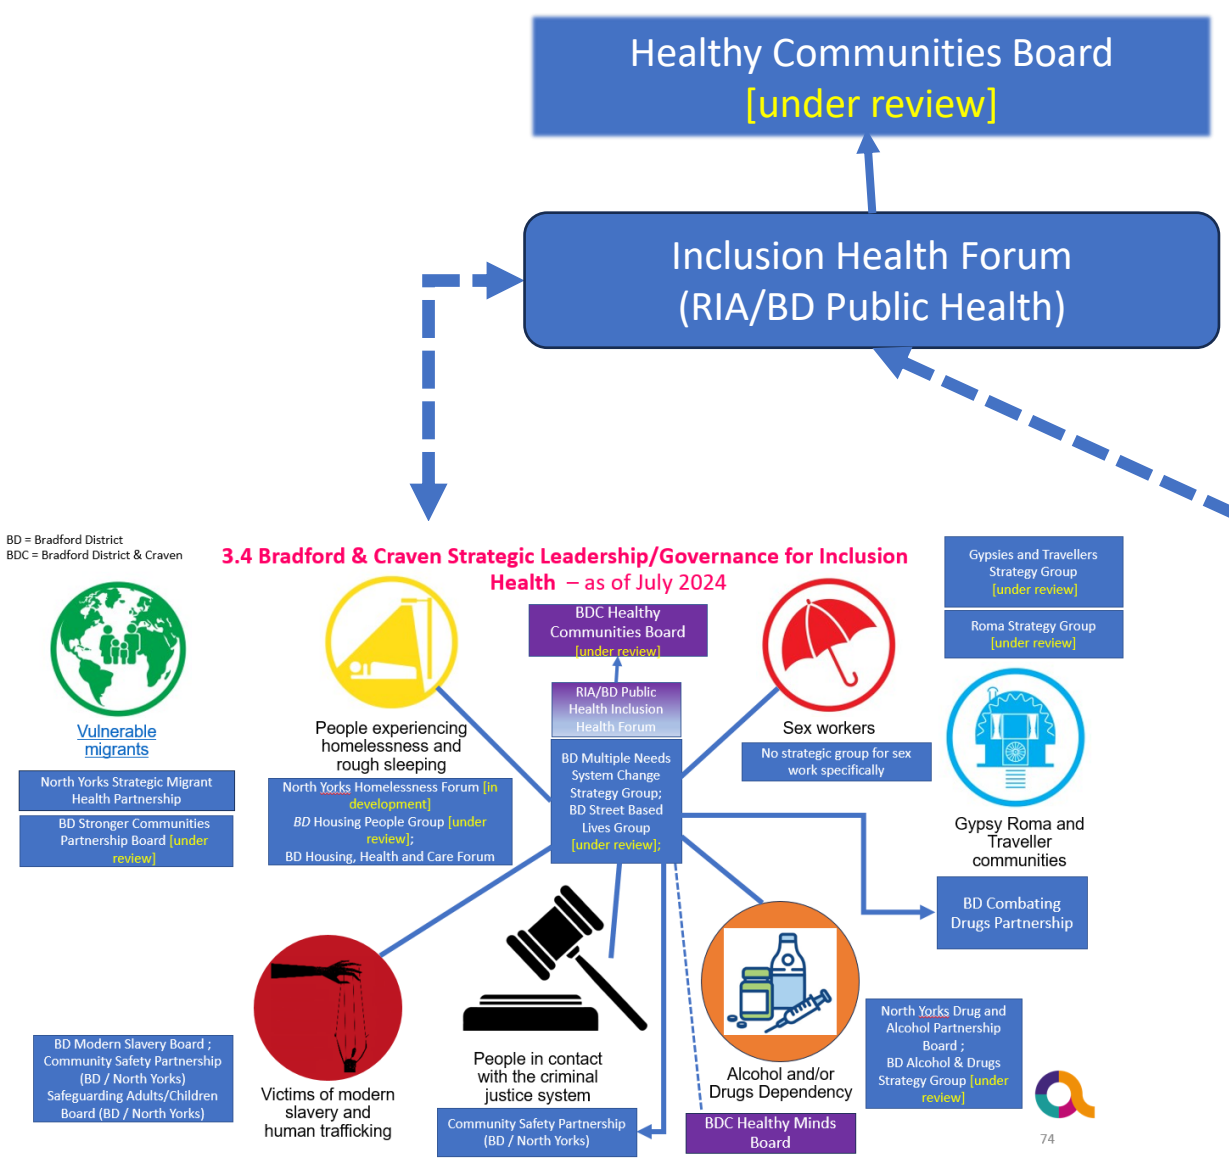 Healthy Communities Board
[under review]
Inclusion Health Forum
(RIA/BD Public Health)
BD = Bradford District
BDC = Bradford District & Craven
3.4 Bradford & Craven Strategic Leadership/Governance for Inclusion
Health – as of July 2024
Gypsies and Travellers
Strategy Group
[under review]
Roma Strategy Group
[under review]
BDC Healthy
Communities Board
[under review]
RIA/BD Public
Health Inclusion
Health Forum
BD Multiple Needs
System Change
Strategy Group;
BD Street Based
Lives Group
[under review];
Vulnerable
migrants
North Yorks Strategic Migrant
Health Partnership
BD Stronger Communities
Partnership Board [under
review]
People experiencing
homelessness and
rough sleeping
North Yorks Homelessness Forum [in
development]
BD Housing People Group [under
review];
BD Housing, Health and Care Forum
Sex workers
No strategic group for sex
work specifically
Gypsy Roma and
Traveller
communities
BD Combating
Drugs Partnership
BD Modern Slavery Board ;
Community Safety Partnership
(BD / North Yorks)
Safeguarding Adults/Children
Board (BD / North Yorks)
Victims of modern
slavery and
human trafficking
People in contact
with the criminal
justice system
Community Safety Partnership
(BD / North Yorks)
Alcohol and/or
Drugs Dependency
BDC Healthy Minds
Board
North Yorks Drug and
Alcohol Partnership
Board ;
BD Alcohol & Drugs
Strategy Group [under
review]
74